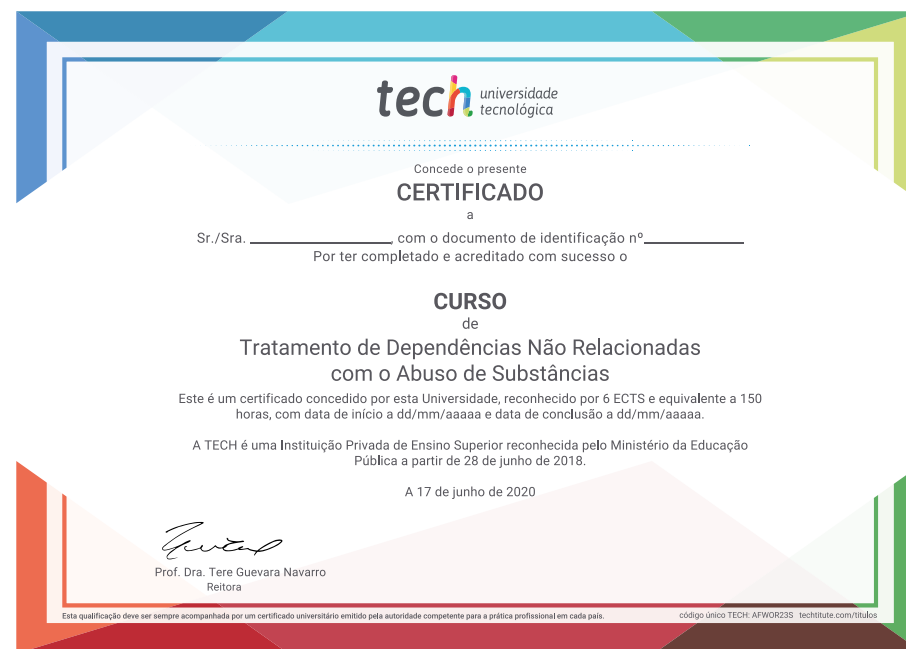 tech universidade
tecnológica
Concede o presente
CERTIFICADO
a
Sr./Sra. ________________, com o documento de identificação nº____________
Por ter completado e acreditado com sucesso o
CURSO
de
Tratamento de Dependências Não Relacionadas
com o Abuso de Substâncias
Este é um certificado concedido por esta Universidade, reconhecido por 6 ECTS e equivalente a 150
horas, com data de início a dd/mm/aaaaa e data de conclusão a dd/mm/aaaaa.
A TECH é uma Instituição Privada de Ensino Superior reconhecida pelo Ministério da Educação
Pública a partir de 28 de junho de 2018.
A 17 de junho de 2020
Prof. Dra. Tere Guevara Navarro
Reitora
Esta qualificação deve ser sempre acompanhada por um certificado universitário emitido pela autoridade competente para a prática profissional em cada país. código único TECH: AFWOR23S techtitute.com/titulos